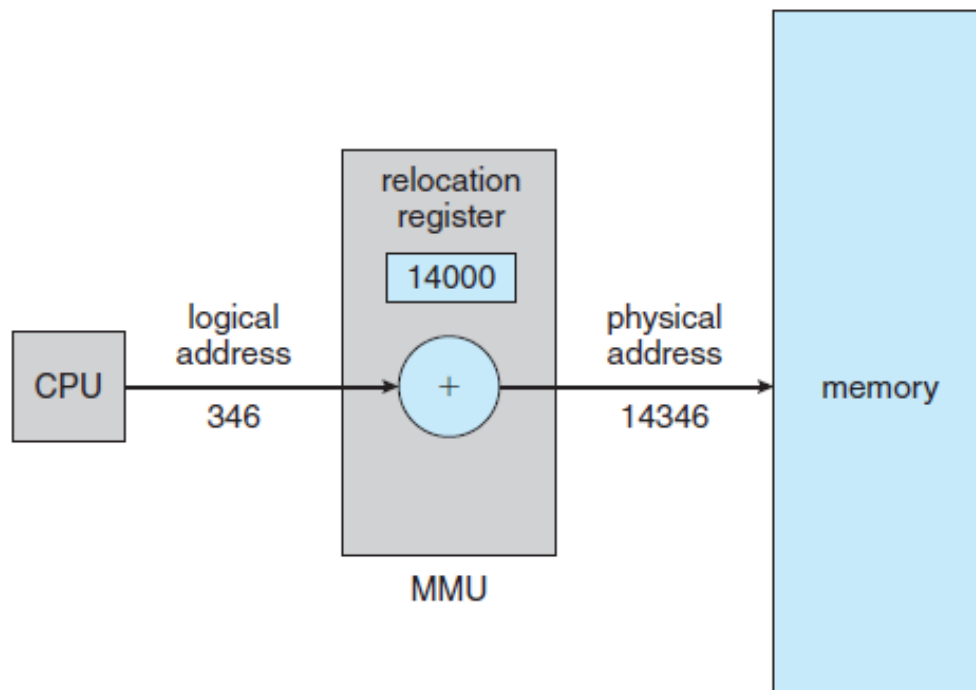 relocation
register
14000
logical
address
physical
address
CPU
+
memory
346
14346
MMU